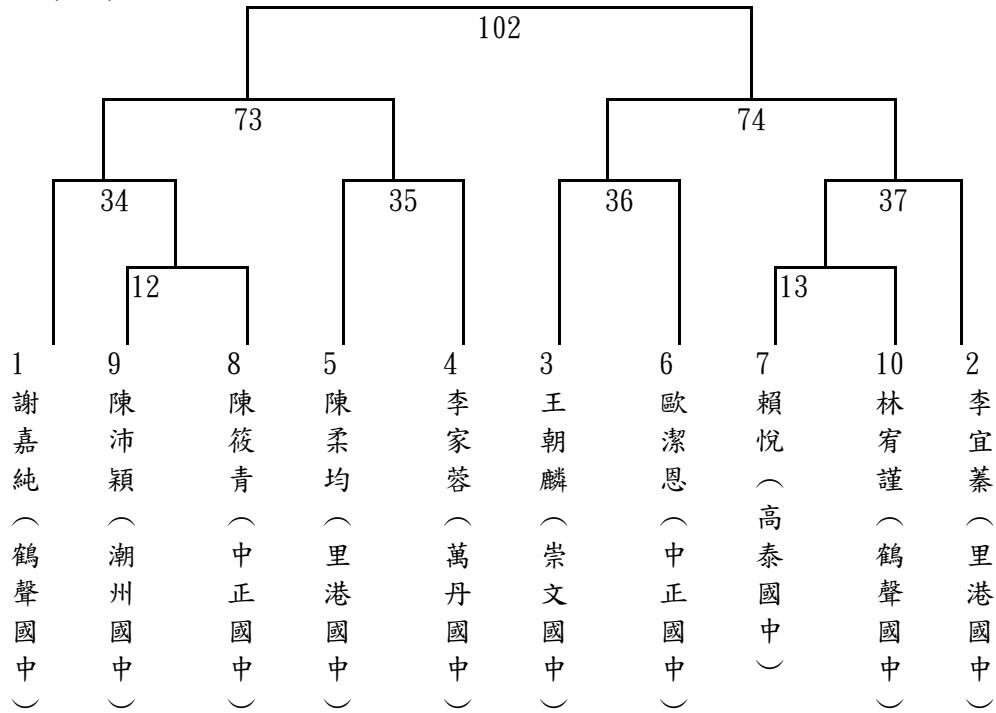 102
73
74
34
35
36
37
12
13
1
謝嘉純（鶴聲國中）
9
陳沛穎（潮州國中）
8
陳筱青（中正國中）
5
陳柔均（里港國中）
4
李家蓉（萬丹國中）
3
王朝麟（崇文國中）
6
歐潔恩（中正國中）
7
賴悅（高泰國中）
10
林宥謹（鶴聲國中）
2
李宜蓁（里港國中）